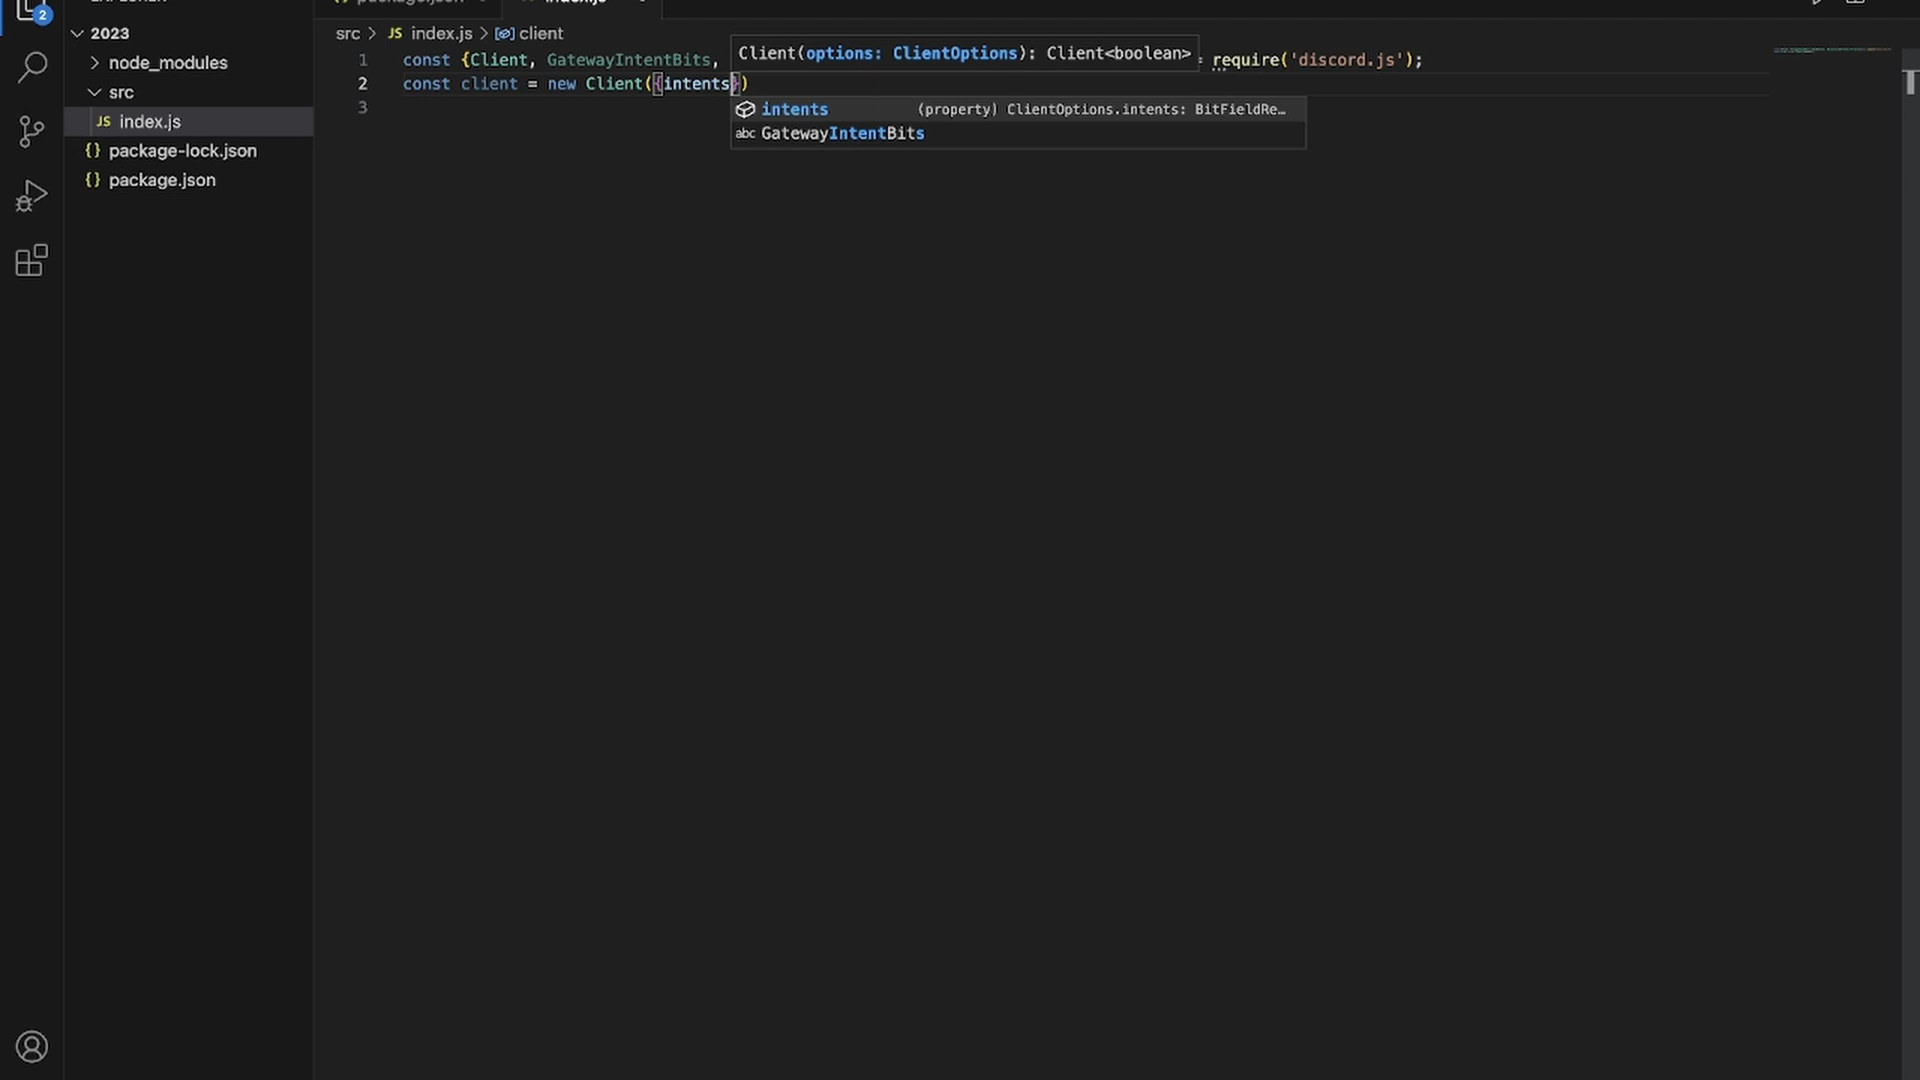 2
2023
node_modules
src
JS index.js
{} package-lock.json
{} package.json
src > JS index.js > client
1 const {Client, GatewayIntentBits, require('discord.js');
2 const client = new Client({intents})
3
Client(options: ClientOptions): Client<boolean>
intents (property) ClientOptions.intents: BitFieldRe…
abc GatewayIntentBits